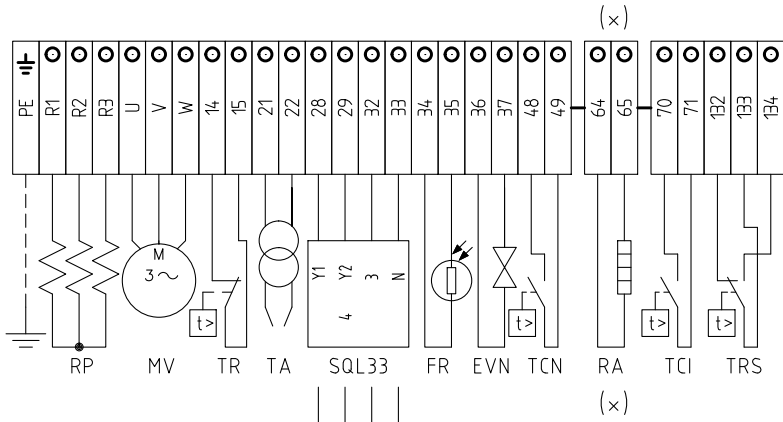 (x)
PE R1 R2 R3 U V W 14 15 21 22 28 29 32 33 34 35 36 37 48 49 64 65 70 71 132 133 134
M
3~
Y1 Y2 3 N
4
t> t> t> t>
RP MV TR TA SQL33 FR EVN TCN RA TCI TRS
(x)